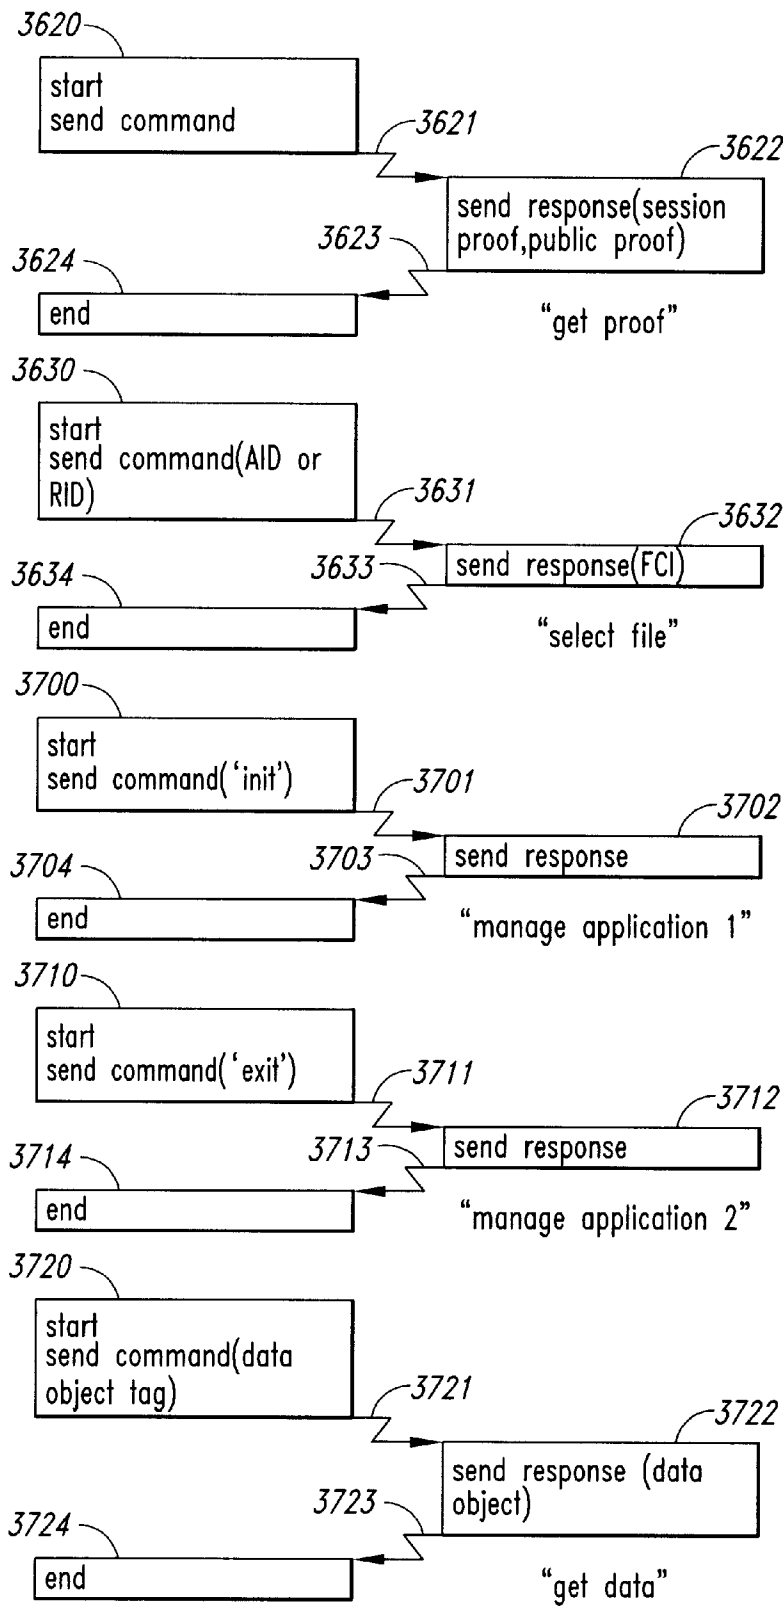 3620
start
send command
3621
3622
send response(session
proof,public proof)
3623
3624
end
“get proof”
3630
start
send command(AID or
RID)
3631
3632
send response(FCI)
3633
3634
end
“select file”
3700
start
send command(‘init’)
3701
3702
send response
3703
3704
end
“manage application 1”
3710
start
send command(‘exit’)
3711
3712
send response
3713
3714
end
“manage application 2”
3720
start
send command(data
object tag)
3721
3722
send response (data
object)
3723
3724
end
“get data”